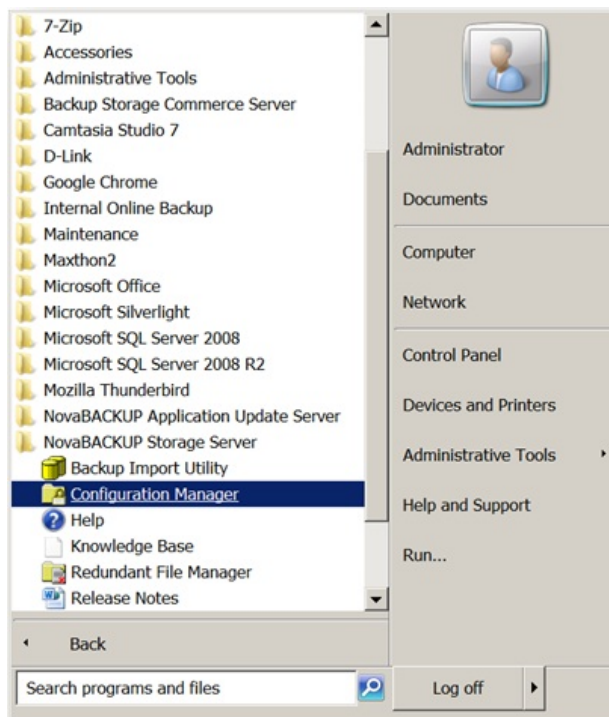 7-Zip
Accessories
Administrative Tools
Backup Storage Commerce Server
Camtasia Studio 7
D-Link
Google Chrome
Internal Online Backup
Maintenance
Maxthon2
Microsoft Office
Microsoft Silverlight
Microsoft SQL Server 2008
Microsoft SQL Server 2008 R2
Mozilla Thunderbird
NovaBACKUP Application Update Server
NovaBACKUP Storage Server
Backup Import Utility
Configuration Manager
Help
Knowledge Base
Redundant File Manager
Release Notes
Back
Search programs and files
Administrator
Documents
Computer
Network
Control Panel
Devices and Printers
Administrative Tools
Help and Support
Run...
Log off